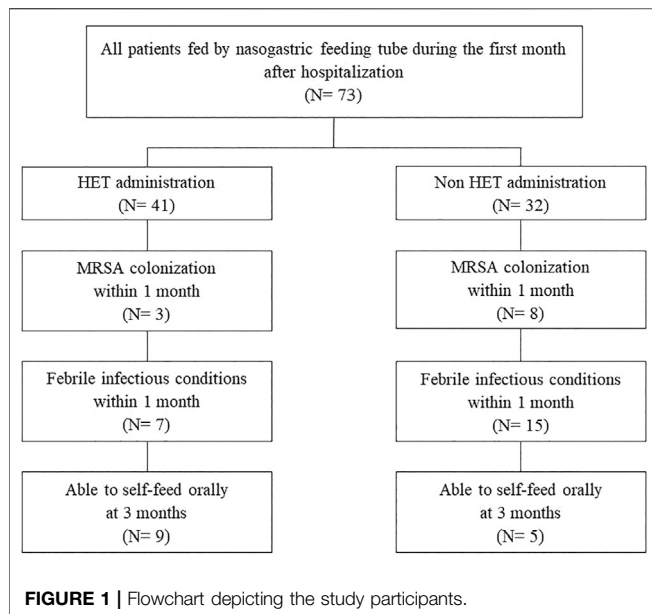 All patients fed by nasogastric feeding tube during the first month
after hospitalization
(N= 73)
HET administration
(N= 41)
Non HET administration
(N= 32)
MRSA colonization
within 1 month
(N= 3)
MRSA colonization
within 1 month
(N= 8)
Febrile infectious conditions
within 1 month
(N= 7)
Febrile infectious conditions
within 1 month
(N= 15)
Able to self-feed orally
at 3 months
(N= 9)
Able to self-feed orally
at 3 months
(N= 5)
FIGURE 1 | Flowchart depicting the study participants.